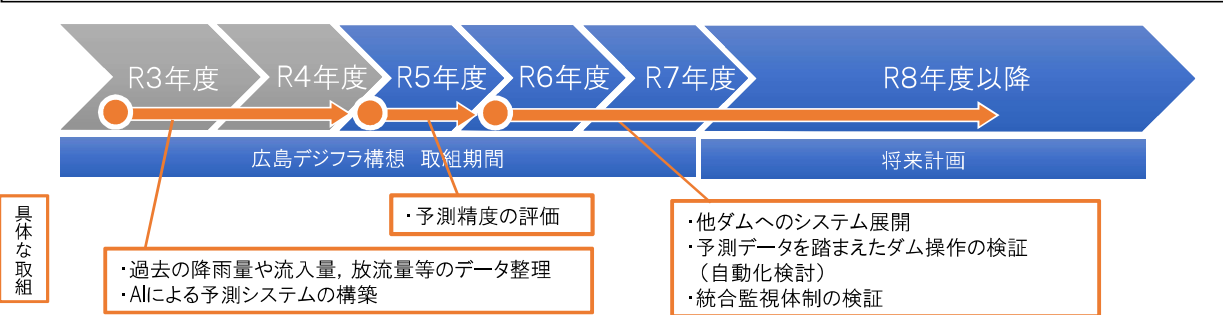 R3年度
R4年度
R5年度
R6年度
R7年度
R8年度以降
広島デジフラ構想 取組期間
将来計画
具体な取組
・過去の降雨量や流入量，放流量等のデータ整理
・AIによる予測システムの構築
・予測精度の評価
・他ダムへのシステム展開
・予測データを踏まえたダム操作の検証
（自動化検討）
・統合監視体制の検証